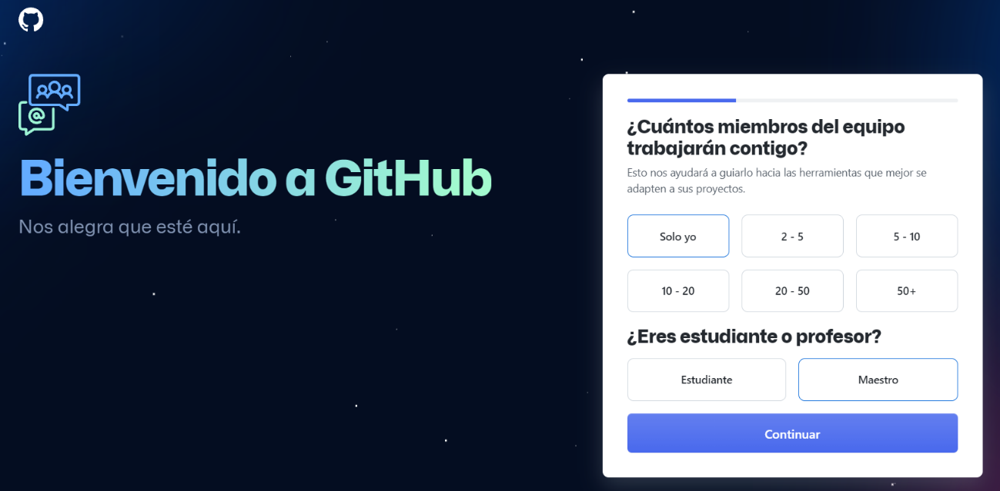 Bienvenido a GitHub
Nos alegra que esté aquí.
¿Cuántos miembros del equipo
trabajarán contigo?
Esto nos ayudará a guiarlo hacia las herramientas que mejor se
adapten a sus proyectos.
Solo yo
2 - 5
5 - 10
10 - 20
20 - 50
50+
¿Eres estudiante o profesor?
Estudiante
Maestro
Continuar